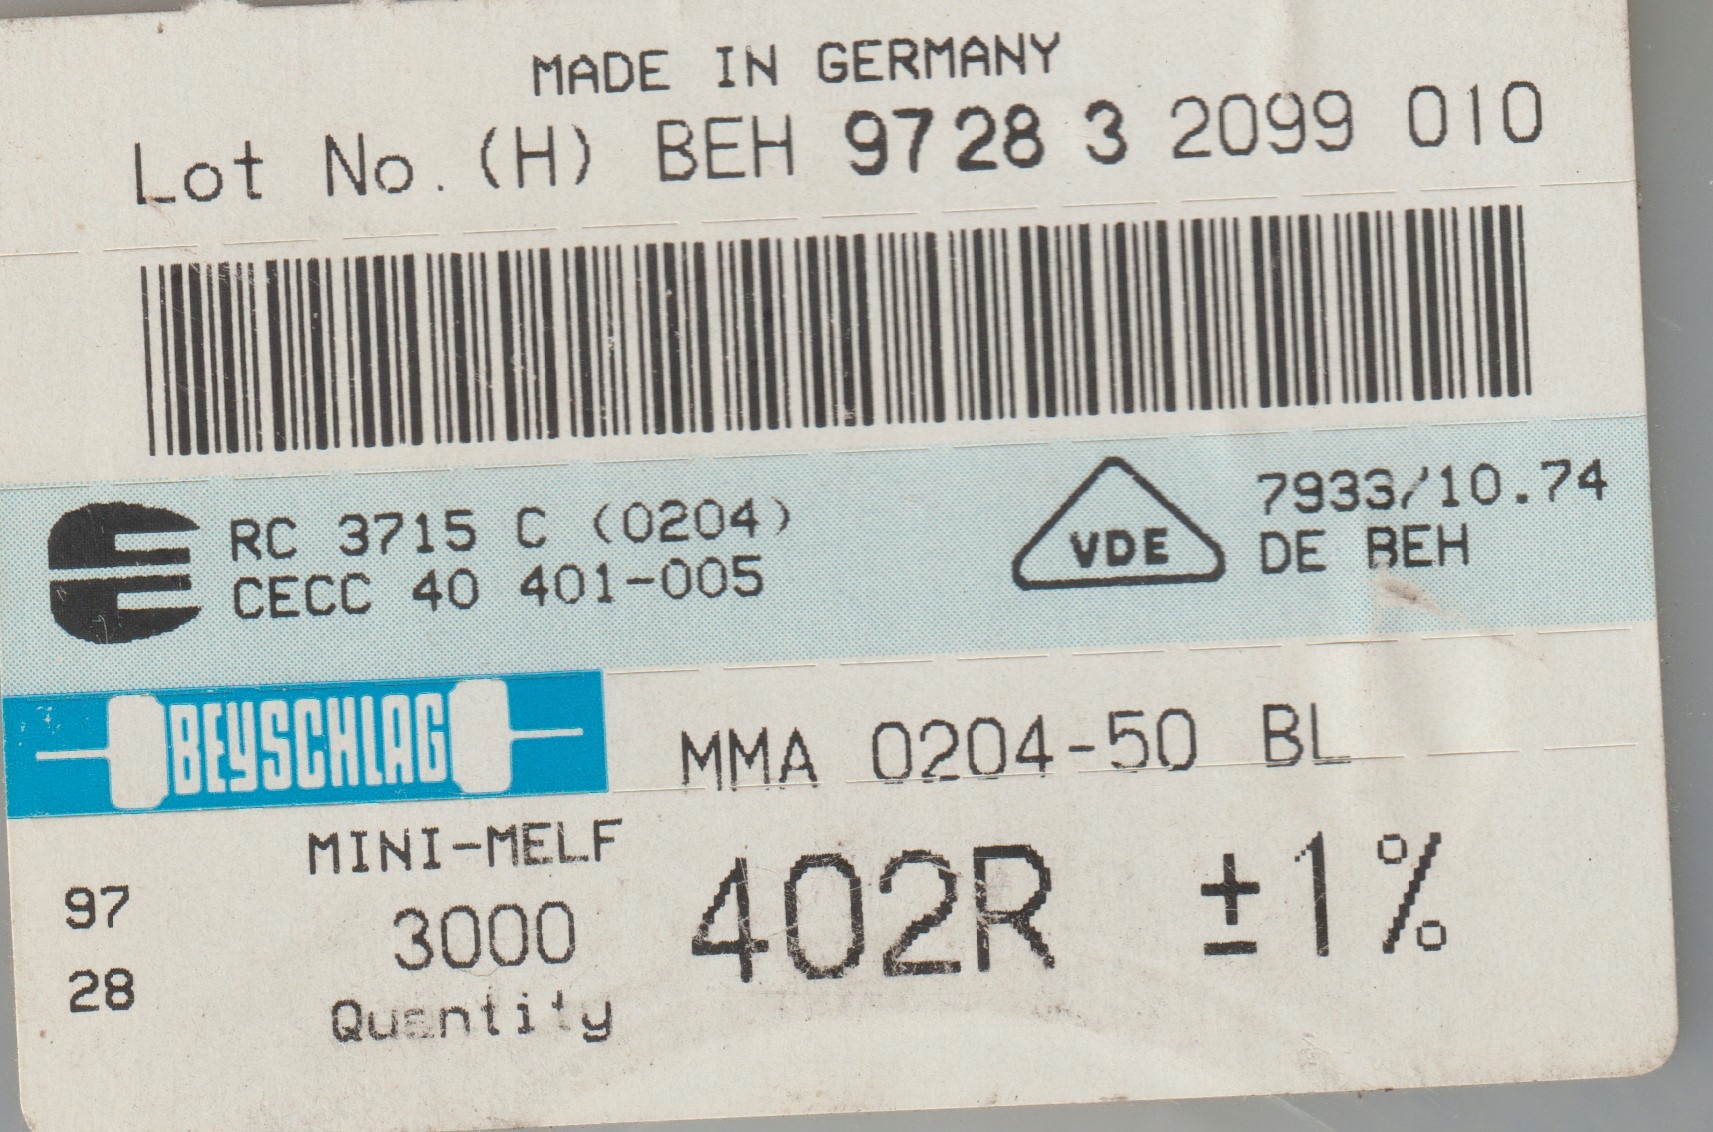 MADE IN GERMANY
Lot No. (H) BEH 9728 3 2099 010
RC 3715 C (0204)
CECC 40 401-005
VDE
7933/10.74
DE BEH
BEYSCHLAG
MMA 0204-50 BL
MINI-MELF
402R ±1%
97
28
3000
Quantity